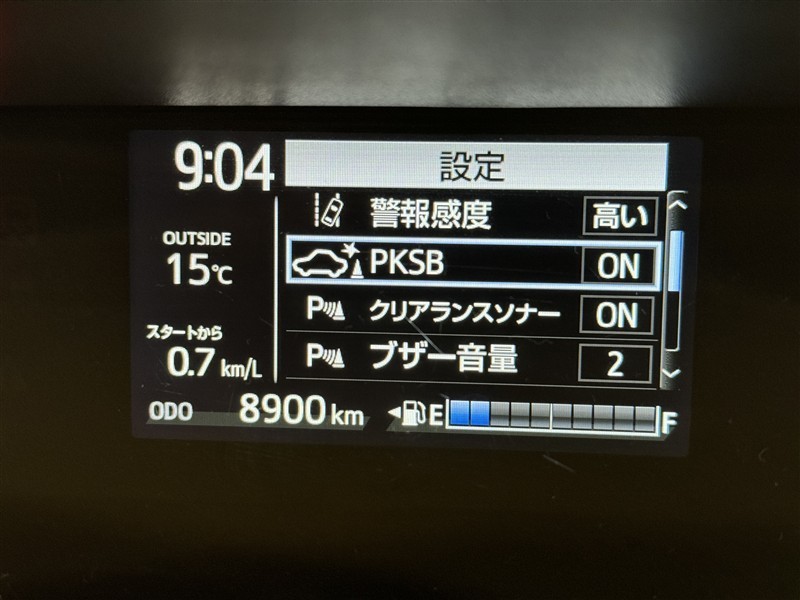 9:04
設定
警報感度 高い
OUTSIDE
15℃
PKSB ON
P クリアランスソナー ON
スタートから
0.7 km/L
P ブザー音量 2
ODO 8900 km E F